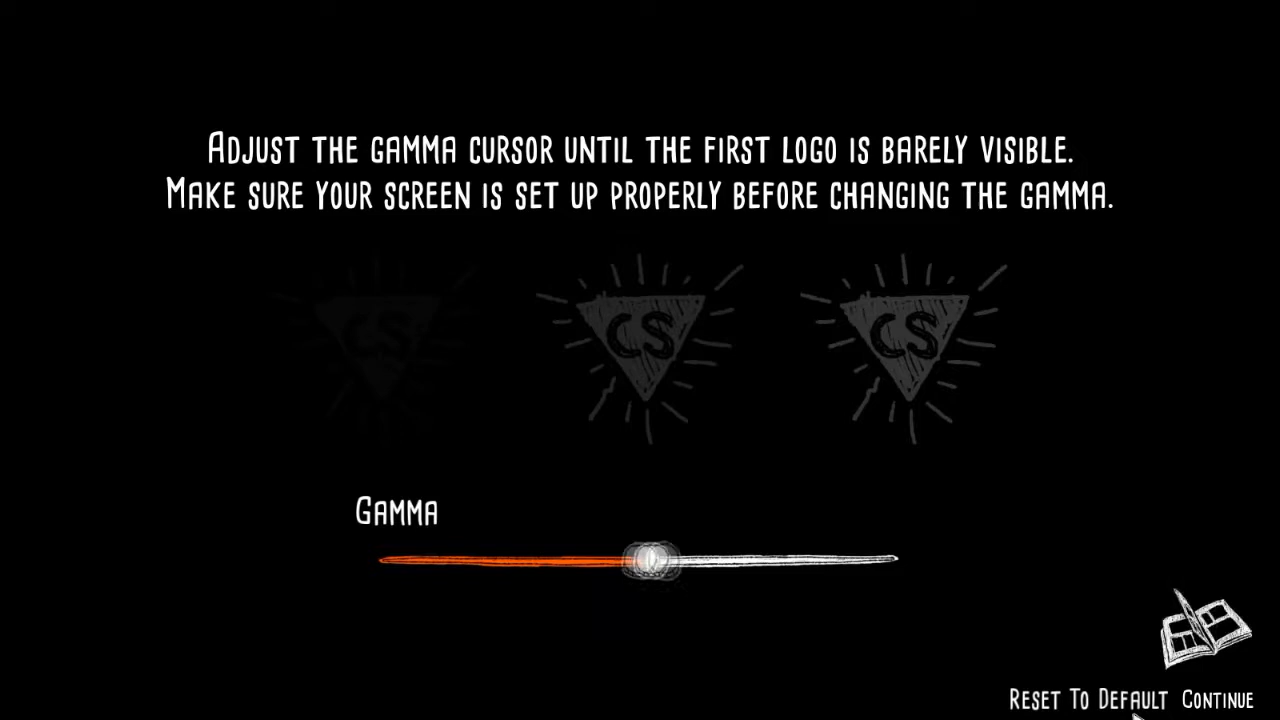 Adjust the gamma cursor until the first logo is barely visible.
Make sure your screen is set up properly before changing the gamma.
CS CS CS
Gamma
Reset To Default Continue